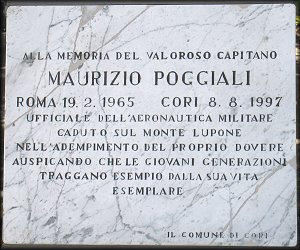 ALLA MEMORIA DEL VALOROSO CAPITANO
MAURIZIO POGGIALI
ROMA 19.2.1965 CORI 8.8.1997
UFFICIALE DELL'AERONAUTICA MILITARE
CADUTO SUL MONTE LUPONE
NELL'ADEMPIMENTO DEL PROPRIO DOVERE
AUSPICANDO CHE LE GIOVANI GENERAZIONI
TRAGGANO ESEMPIO DALLA SUA VITA
ESEMPLARE
IL COMUNE DI CORI